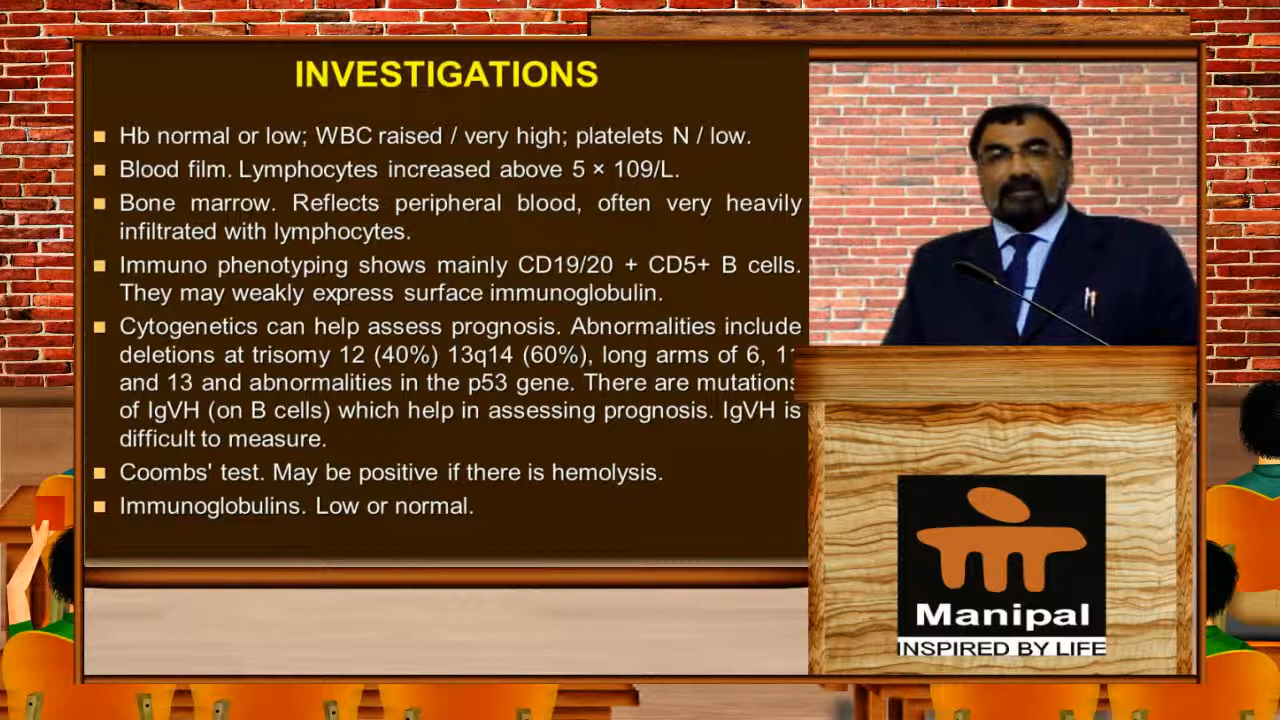 INVESTIGATIONS
Hb normal or low; WBC raised / very high; platelets N / low.
Blood film. Lymphocytes increased above 5 × 109/L.
Bone marrow. Reflects peripheral blood, often very heavily
infiltrated with lymphocytes.
Immuno phenotyping shows mainly CD19/20 + CD5+ B cells.
They may weakly express surface immunoglobulin.
Cytogenetics can help assess prognosis. Abnormalities include
deletions at trisomy 12 (40%) 13q14 (60%), long arms of 6, 11
and 13 and abnormalities in the p53 gene. There are mutations
of IgVH (on B cells) which help in assessing prognosis. IgVH is
difficult to measure.
Coombs' test. May be positive if there is hemolysis.
Immunoglobulins. Low or normal.
Manipal
INSPIRED BY LIFE